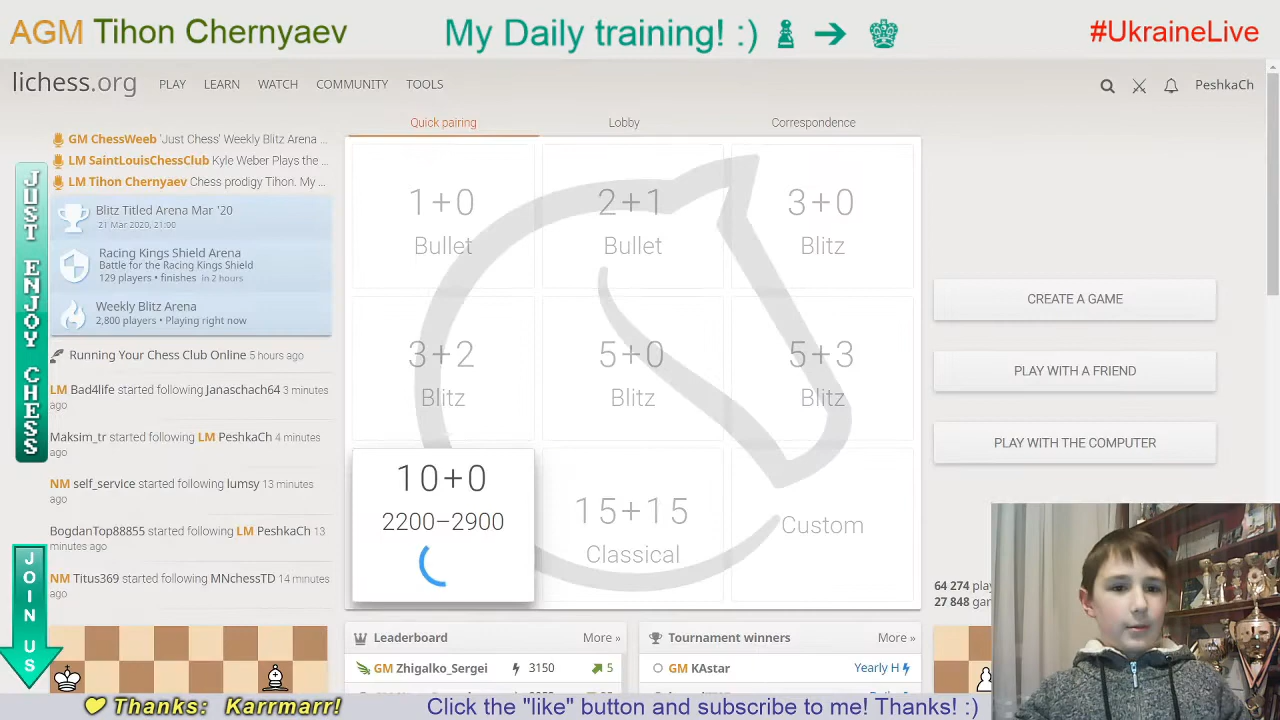 AGM Tihon Chernyaev
My Daily training! :)
#UkraineLive
lichess.org
PLAY LEARN WATCH COMMUNITY TOOLS
PeshkaCh
JUST ENJOY CHESS
JOIN US
GM ChessWeeb 'Just Chess' Weekly Blitz Arena ...
LM SaintLouisChessClub Kyle Weber Plays the ...
LM Tihon Chernyaev Chess prodigy Tihon. My ...
Blitz Titled Arena Mar '20
21 Mar 2020, 21:00
Racing Kings Shield Arena
Battle for the Racing Kings Shield
129 players • finishes in 2 hours
Weekly Blitz Arena
2,800 players • Playing right now
Running Your Chess Club Online 5 hours ago
LM Bad4life started following Janaschach64 3 minutes
ago
Maksim_tr started following LM PeshkaCh 4 minutes
ago
NM self_service started following lumsy 13 minutes
ago
BogdanTop88855 started following LM PeshkaCh 13
minutes ago
NM Titus369 started following MNchessTD 14 minutes
ago
Quick pairing Lobby Correspondence
1+0
Bullet
2+1
Bullet
3+0
Blitz
3+2
Blitz
5+0
Blitz
5+3
Blitz
10+0
2200–2900
15+15
Classical
Custom
CREATE A GAME
PLAY WITH A FRIEND
PLAY WITH THE COMPUTER
64 274 play
27 848 gam
Leaderboard More »
GM Zhigalko_Sergei 3150 5
Tournament winners More »
GM KAstar Yearly H
Thanks: Karrmarr!
Click the "like" button and subscribe to me! Thanks! :)